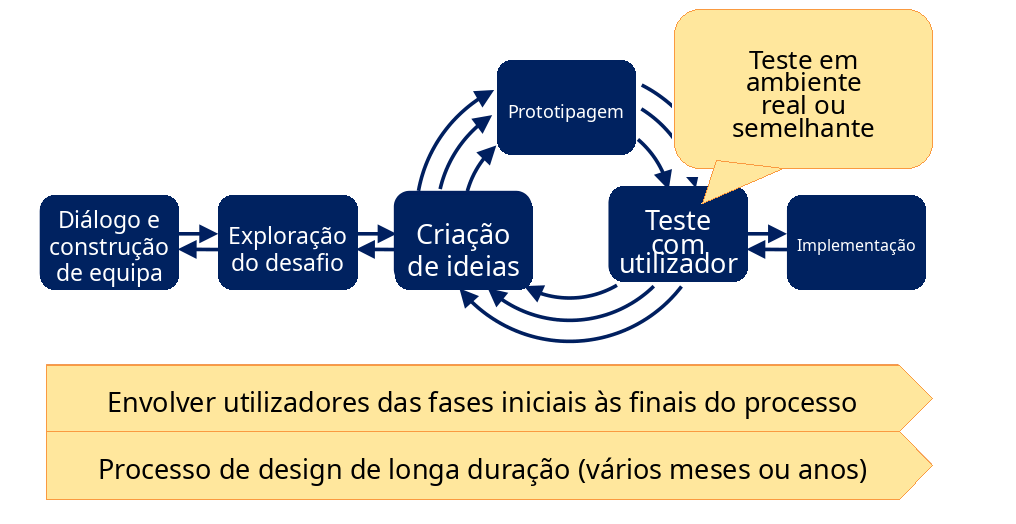 Teste em
ambiente
real ou
semelhante
Prototipagem
Diálogo e
construção
de equipa
Exploração
do desafio
Criação
de ideias
Teste
com
utilizador
Implementação
Envolver utilizadores das fases iniciais às finais do processo
Processo de design de longa duração (vários meses ou anos)